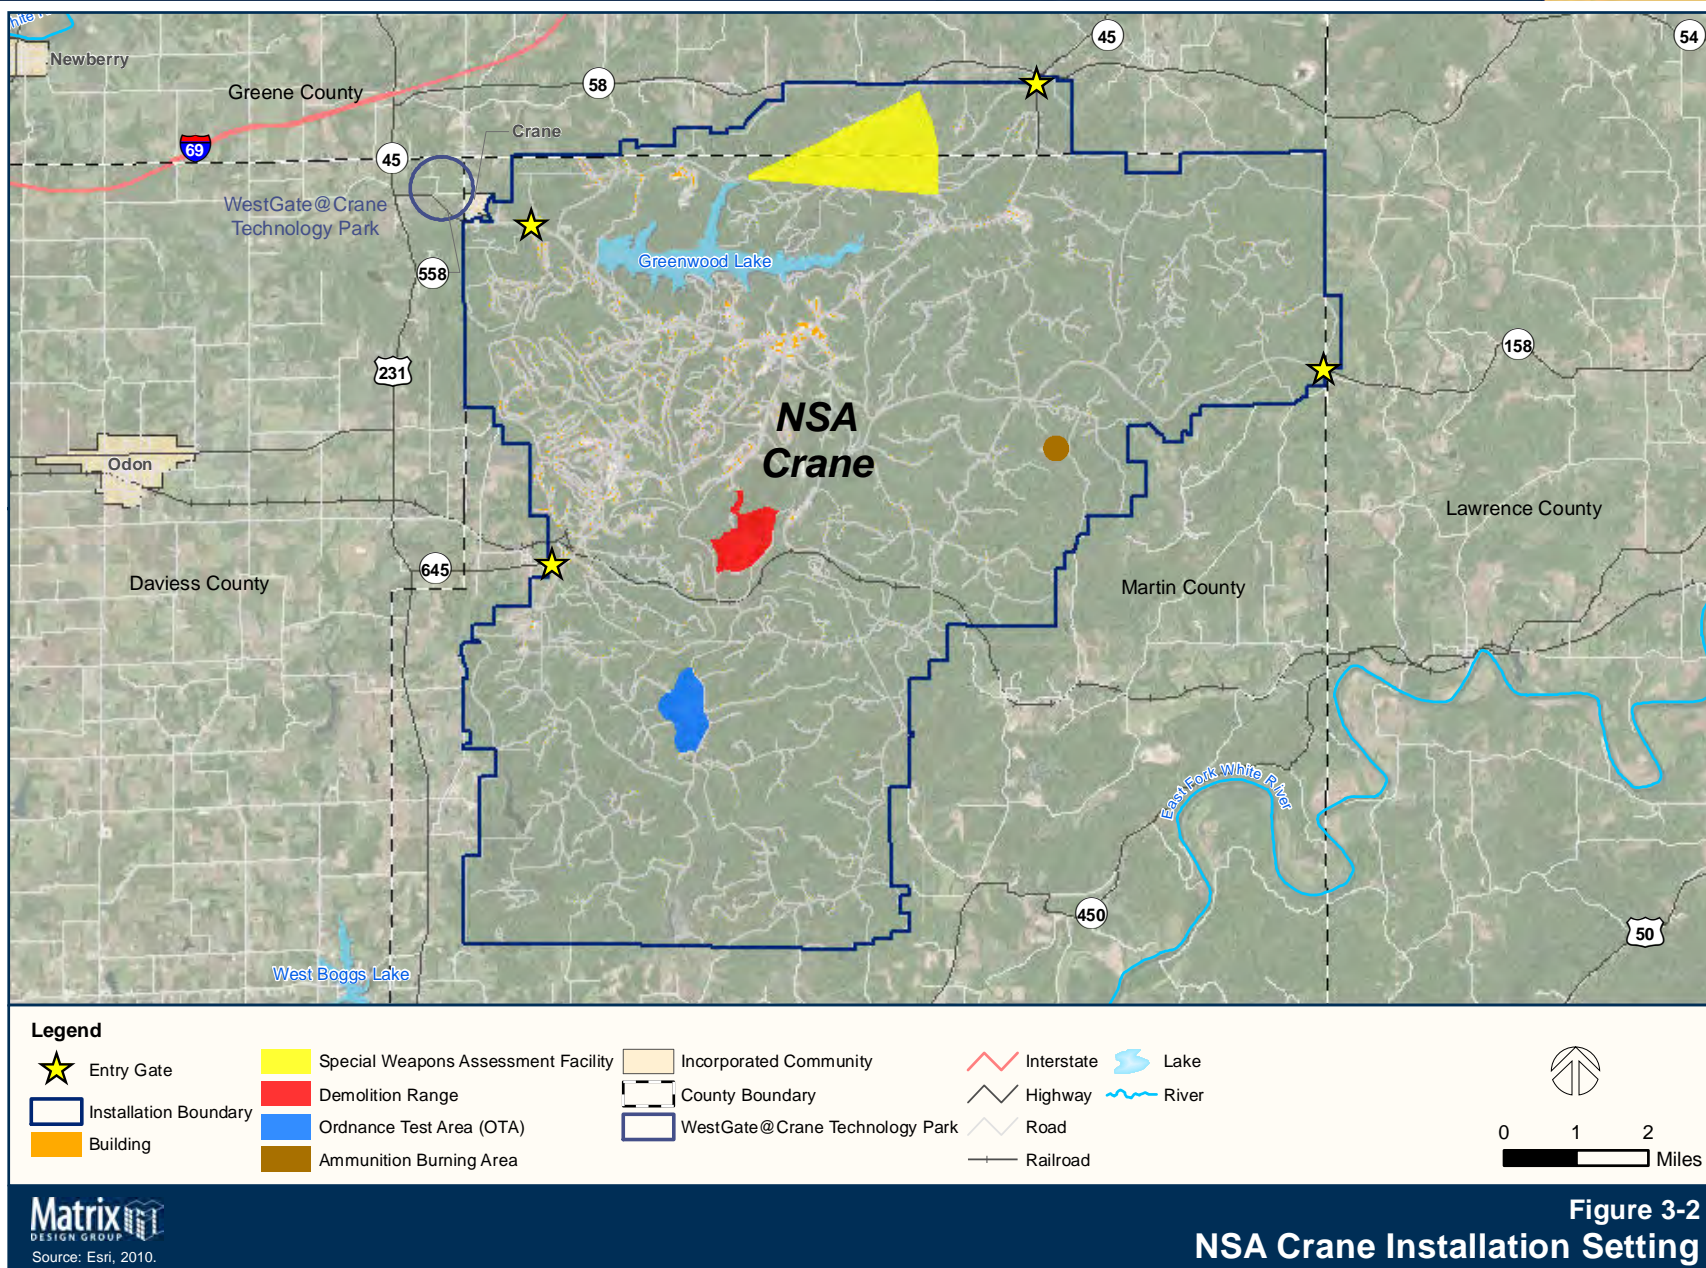 White R
Newberry
Greene County
45
54
58
Crane
69
45
WestGate@Crane
Technology Park
Greenwood Lake
558
231
158
NSA
Crane
Odon
Lawrence County
645
Daviess County
Martin County
East Fork White River
450
50
West Boggs Lake
Legend
Entry Gate
Installation Boundary
Building
Special Weapons Assessment Facility
Demolition Range
Ordnance Test Area (OTA)
Ammunition Burning Area
Incorporated Community
County Boundary
WestGate@Crane Technology Park
Interstate
Highway
Road
Railroad
Lake
River
0 1 2
Miles
Matrix
DESIGN GROUP
Source: Esri, 2010.
Figure 3-2
NSA Crane Installation Setting